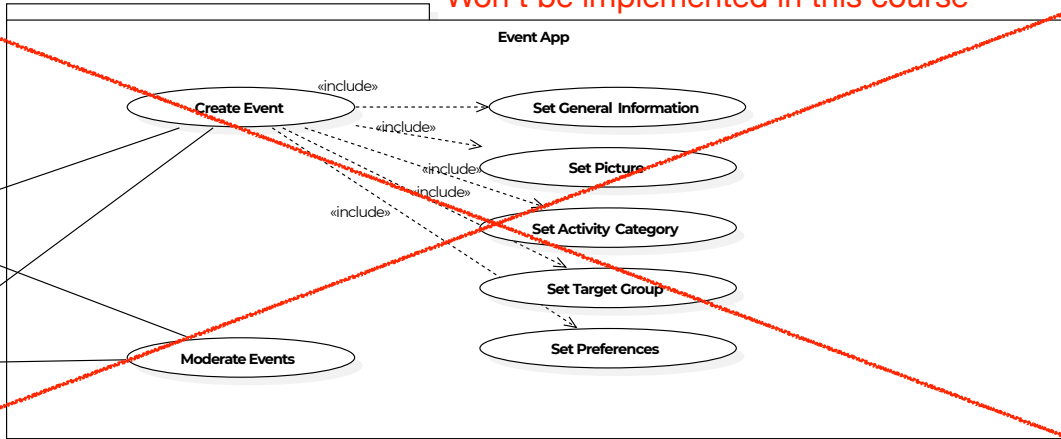 Won't be implemented in this course
Event App
«include»
Create Event
Set General Information
«include»
Set Picture
«include»
«include»
«include»
Set Activity Category
Set Target Group
Set Preferences
Moderate Events